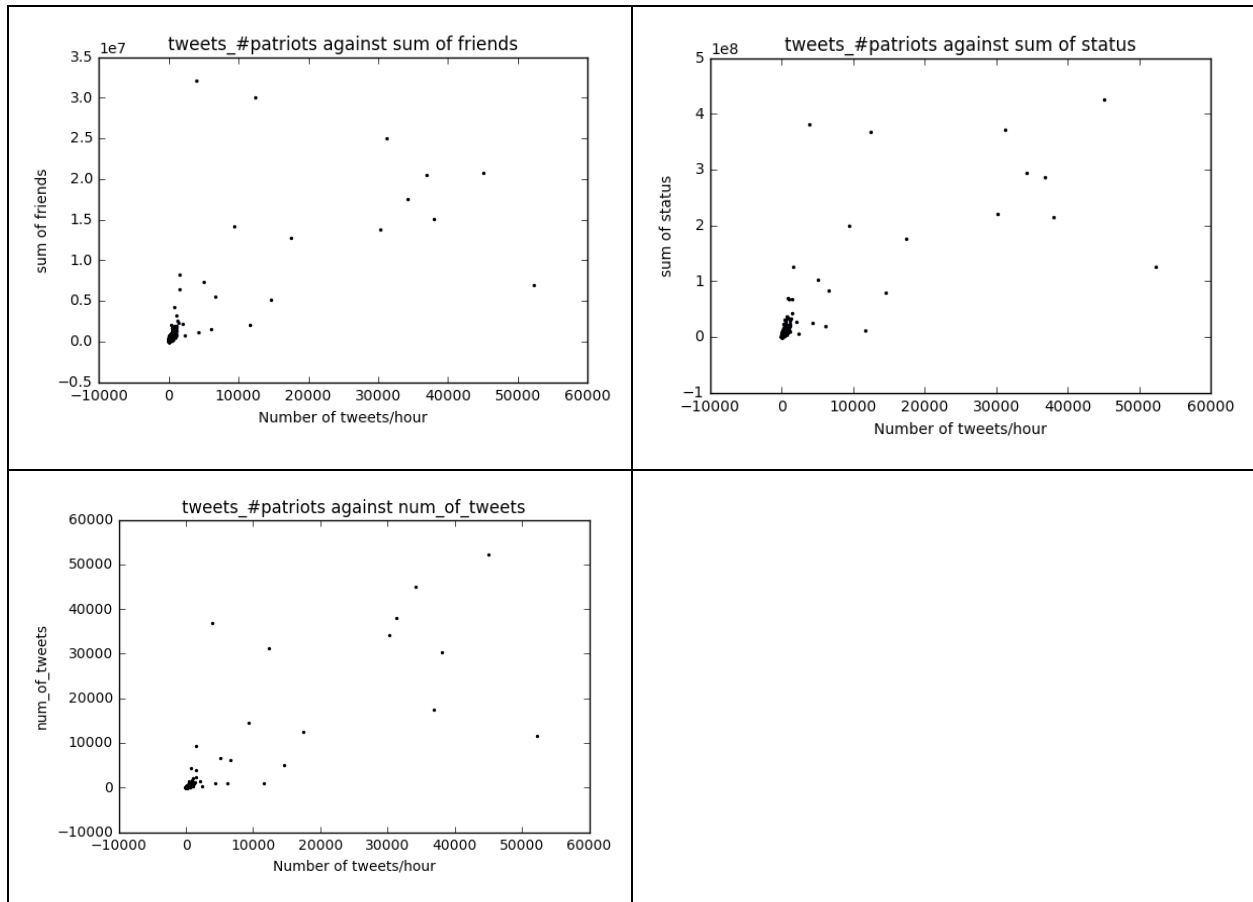 tweets_#patriots against sum of friends
1e7
3.5
3.0
2.5
2.0
1.5
1.0
0.5
0.0
−0.5
sum of friends
−10000 0 10000 20000 30000 40000 50000 60000
Number of tweets/hour
tweets_#patriots against sum of status
1e8
5
4
3
2
1
0
−1
sum of status
−10000 0 10000 20000 30000 40000 50000 60000
Number of tweets/hour
tweets_#patriots against num_of_tweets
60000
50000
40000
30000
20000
10000
0
−10000
num_of_tweets
−10000 0 10000 20000 30000 40000 50000 60000
Number of tweets/hour